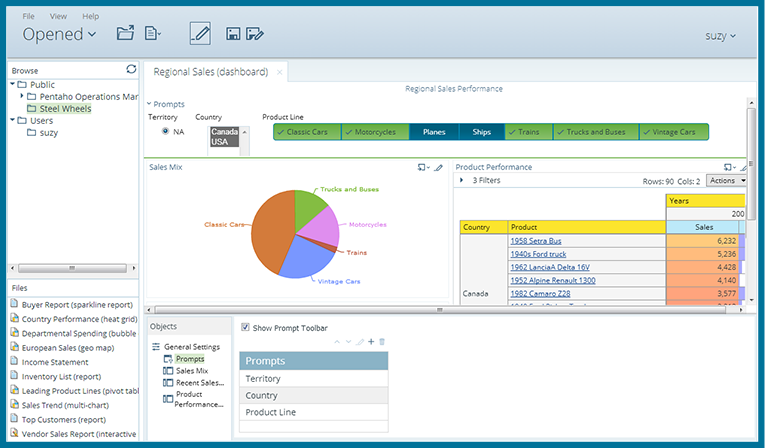 File View Help
Opened
suzy
Browse
Public
Pentaho Operations Mar
Steel Wheels
Users
suzy
Files
Buyer Report (sparkline report)
Country Performance (heat grid)
Departmental Spending (bubble
European Sales (geo map)
Income Statement
Inventory List (report)
Leading Product Lines (pivot tabl
Sales Trend (multi-chart)
Top Customers (report)
Vendor Sales Report (interactive
Regional Sales (dashboard)
Regional Sales Performance
Prompts
Territory Country Product Line
NA
Canada
USA
Classic Cars Motorcycles Planes Ships Trains Trucks and Buses Vintage Cars
Sales Mix
Trucks and Buses
Classic Cars
Motorcycles
Trains
Vintage Cars
Product Performance
3 Filters Rows: 90 Cols: 2 Actions
Years
200
Country Product Sales
1958 Setra Bus 6,232
1940s Ford truck 5,236
1962 LanciaA Delta 16V 4,428
1952 Alpine Renault 1300 4,140
Canada 1982 Camaro Z28 3,577
Objects
General Settings
Prompts
Sales Mix
Recent Sales...
Product
Performance...
Show Prompt Toolbar
Prompts
Territory
Country
Product Line